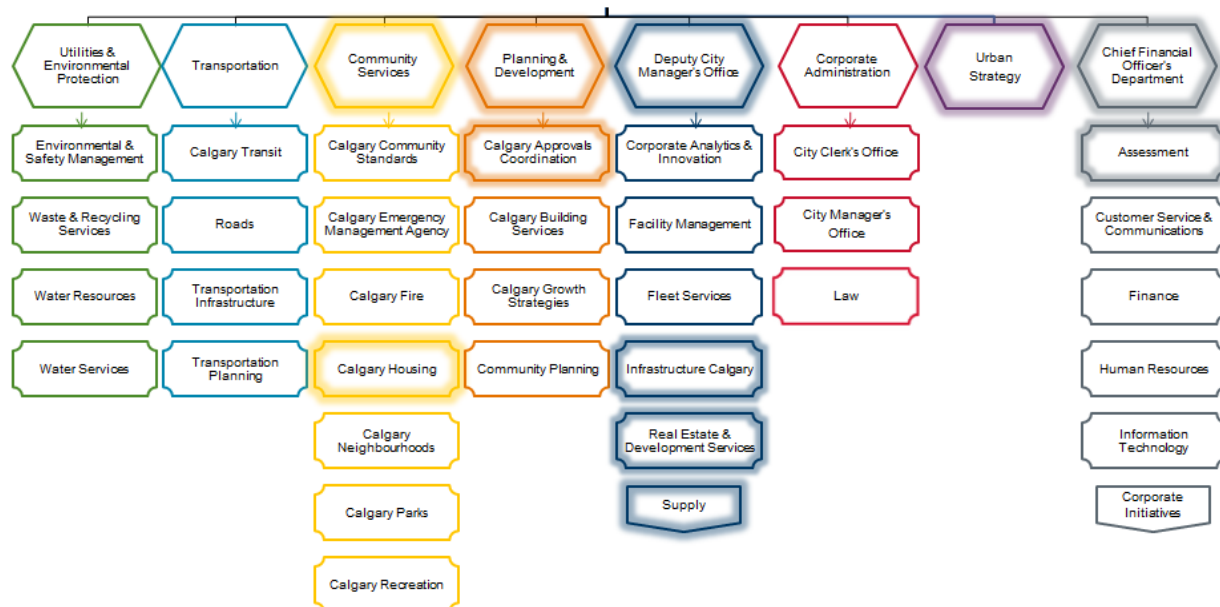 Utilities &
Environmental
Protection
Transportation
Community
Services
Planning &
Development
Deputy City
Manager's Office
Corporate
Administration
Urban
Strategy
Chief Financial
Officer's
Department
Environmental &
Safety Management
Calgary Transit
Calgary Community
Standards
Calgary Approvals
Coordination
Corporate Analytics &
Innovation
City Clerk's Office
Assessment
Waste & Recycling
Services
Roads
Calgary Emergency
Management Agency
Calgary Building
Services
Facility Management
City Manager's
Office
Customer Service &
Communications
Water Resources
Transportation
Infrastructure
Calgary Fire
Calgary Growth
Strategies
Fleet Services
Law
Finance
Water Services
Transportation
Planning
Calgary Housing
Community Planning
Infrastructure Calgary
Human Resources
Calgary
Neighbourhoods
Real Estate &
Development Services
Information
Technology
Calgary Parks
Supply
Corporate
Initiatives
Calgary Recreation